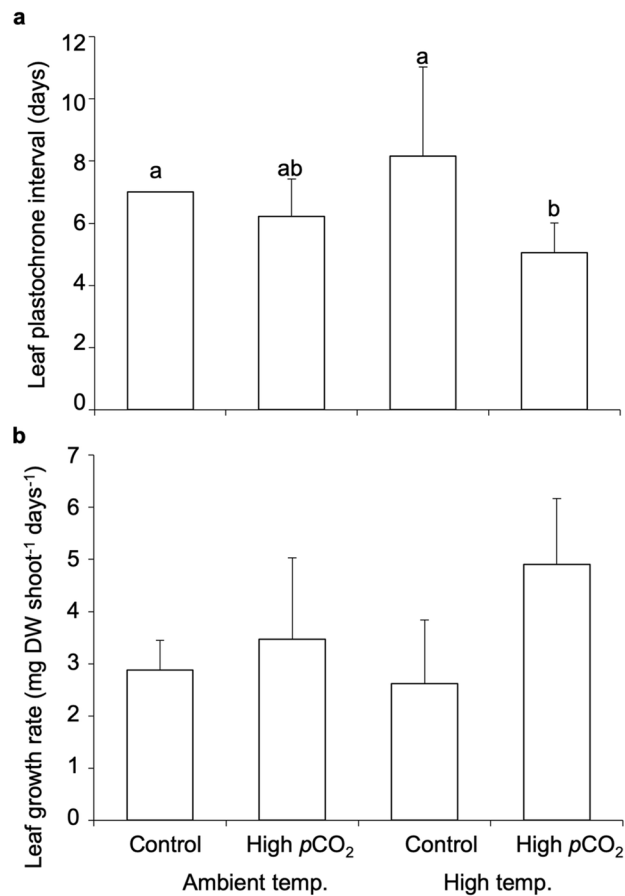 a
Leaf plastochrone interval (days)
12
10
8
6
4
2
0
a
ab
a
b
b
Leaf growth rate (mg DW shoot⁻¹ days⁻¹)
7
6
5
4
3
2
1
0
Control
High pCO₂
Control
High pCO₂
Ambient temp.
High temp.